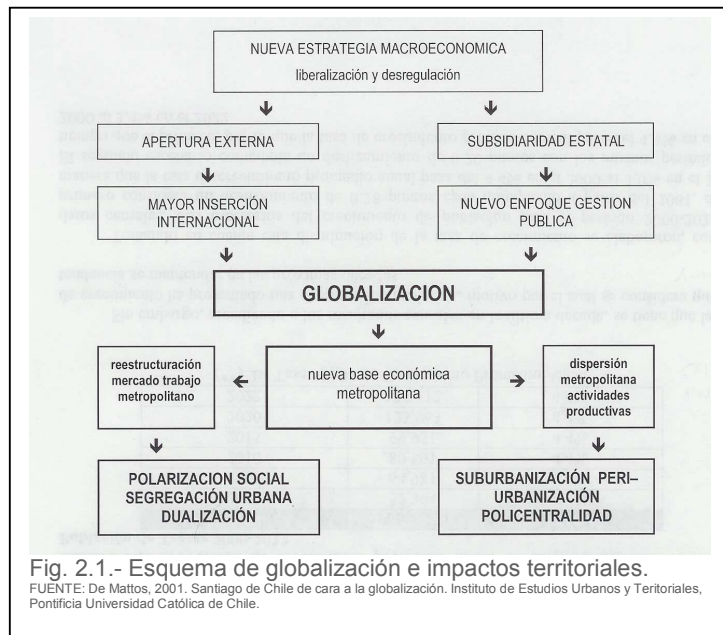 NUEVA ESTRATEGIA MACROECONOMICA
liberalización y desregulación
APERTURA EXTERNA
SUBSIDIARIDAD ESTATAL
MAYOR INSERCIÓN
INTERNACIONAL
NUEVO ENFOQUE GESTION
PUBLICA
GLOBALIZACION
reestructuración
mercado trabajo
metropolitano
nueva base económica
metropolitana
dispersión
metropolitana
actividades
productivas
POLARIZACION SOCIAL
SEGREGACIÓN URBANA
DUALIZACIÓN
SUBURBANIZACIÓN PERI–
URBANIZACIÓN
POLICENTRALIDAD
Fig. 2.1.- Esquema de globalización e impactos territoriales.
FUENTE: De Mattos, 2001. Santiago de Chile de cara a la globalización. Instituto de Estudios Urbanos y Teritoriales,
Pontificia Universidad Católica de Chile.